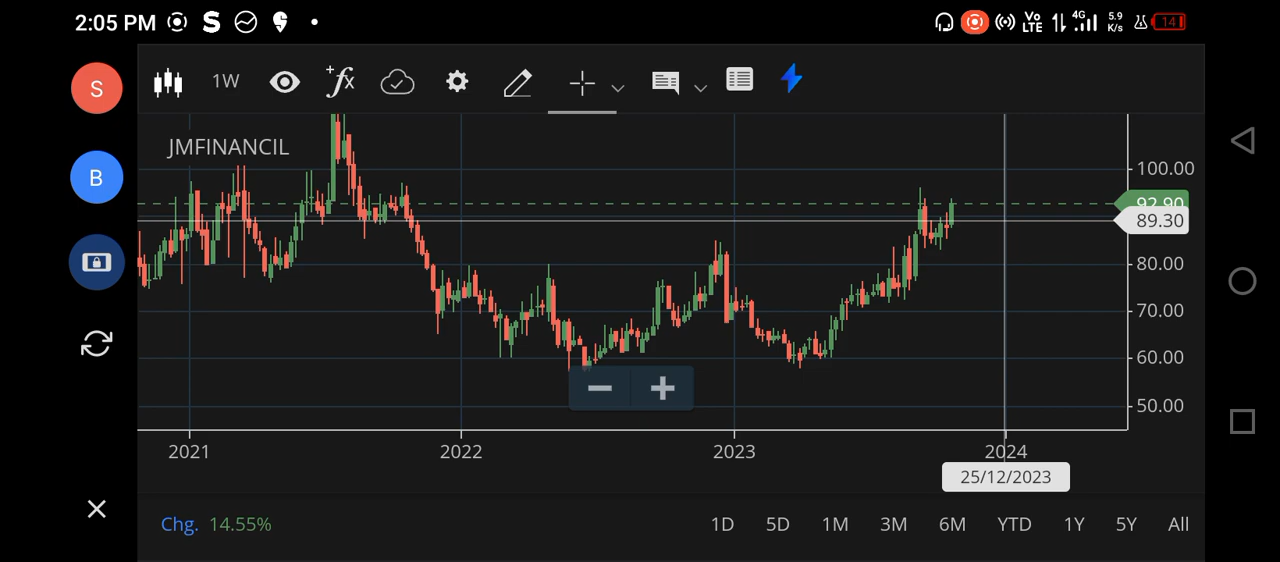 2:05 PM S Vo LTE 4G 5.9 K/s 14
S 1W +fx
JMFINANCIL
B
100.00
92.90
89.30
80.00
70.00
60.00
50.00
2021 2022 2023 2024
25/12/2023
Chg. 14.55% 1D 5D 1M 3M 6M YTD 1Y 5Y All